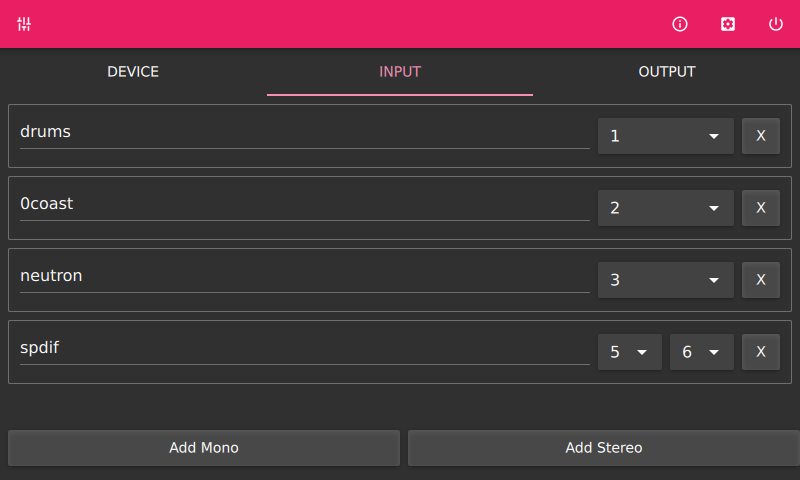 DEVICE INPUT OUTPUT
drums 1 X
0coast 2 X
neutron 3 X
spdif 5 6 X
Add Mono Add Stereo